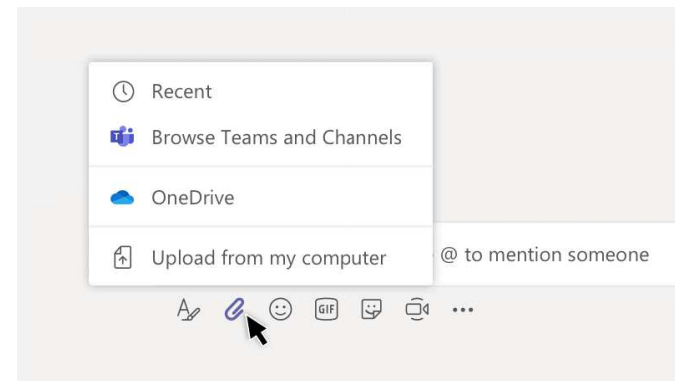 Recent
Browse Teams and Channels
OneDrive
Upload from my computer
@ to mention someone
GIF